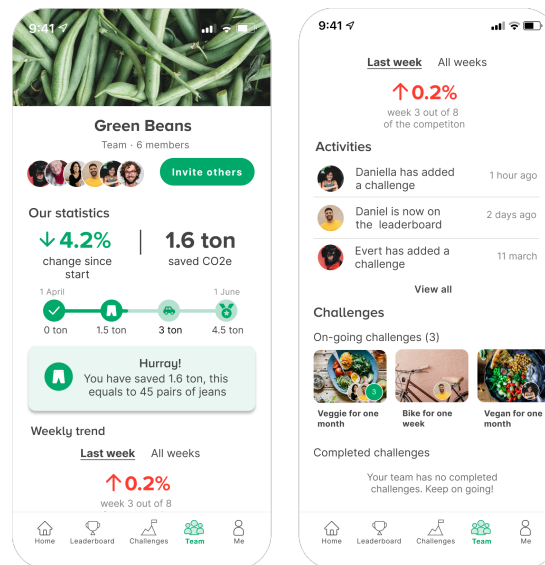 9:41
Green Beans
Team · 6 members
Invite others
Our statistics
↓4.2%
change since
start
1.6 ton
saved CO2e
1 April
1 June
0 ton
1.5 ton
3 ton
4.5 ton
Hurray!
You have saved 1.6 ton, this
equals to 45 pairs of jeans
Weekly trend
Last week
All weeks
↑0.2%
week 3 out of 8
Home
Leaderboard
Challenges
Team
Me
9:41
Last week
All weeks
↑0.2%
week 3 out of 8
of the competiton
Activities
Daniella has added
a challenge
1 hour ago
Daniel is now on
the leaderboard
2 days ago
Evert has added a
challenge
11 march
View all
Challenges
On-going challenges (3)
3
Veggie for one
month
Bike for one
week
Vegan for one
month
Completed challenges
Your team has no completed
challenges. Keep on going!
Home
Leaderboard
Challenges
Team
Me